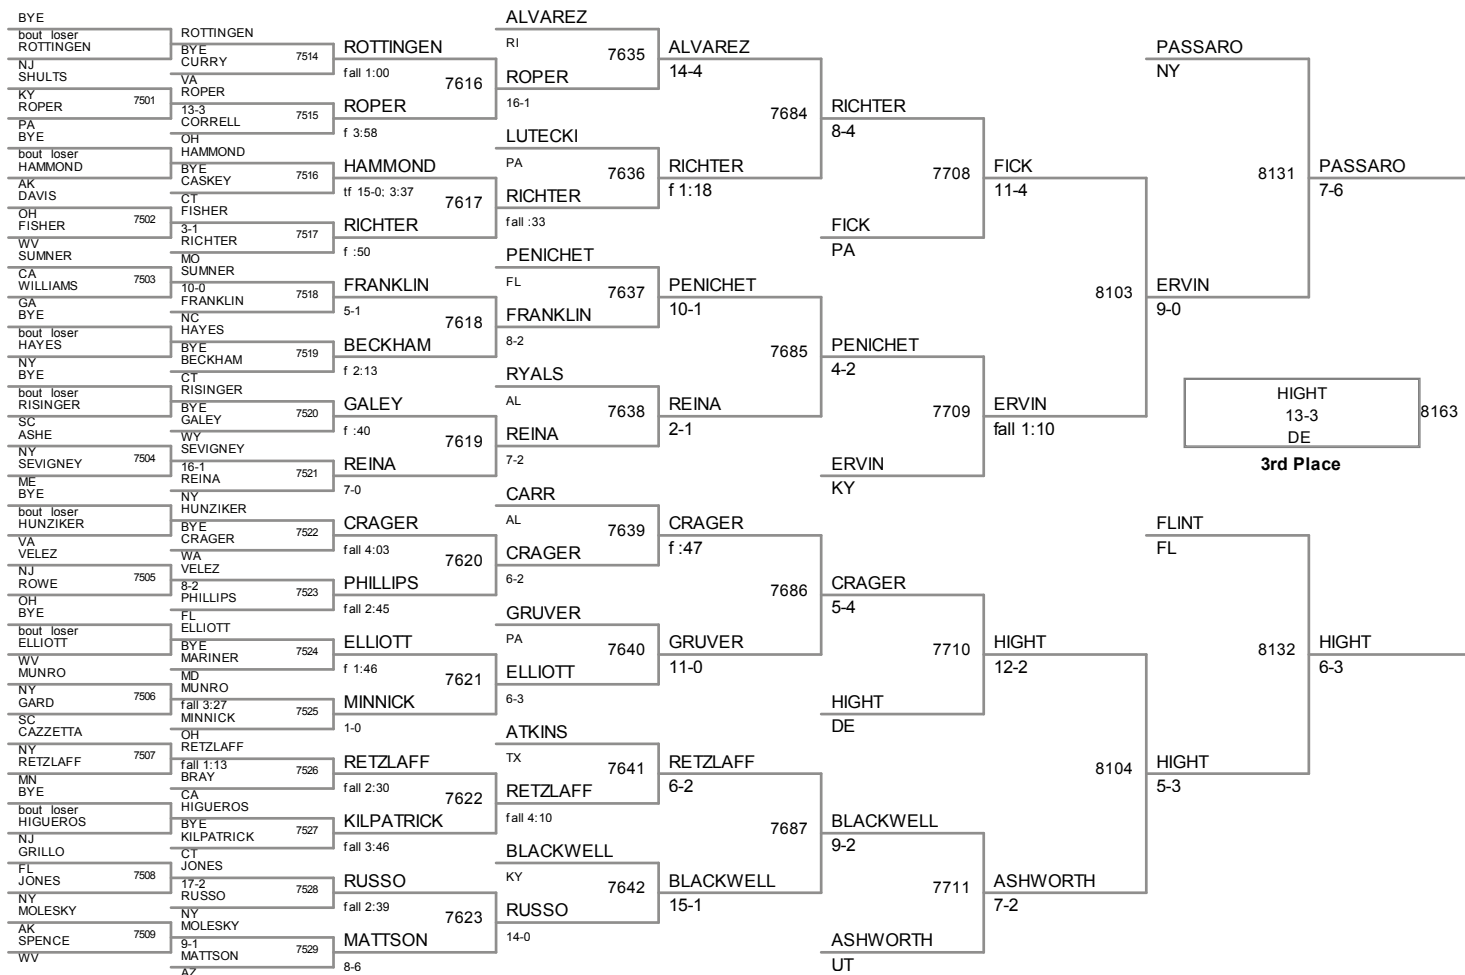 BYE
bout loser
ROTTINGEN
NJ
SHULTS
KY
7501
ROPER
PA
BYE
bout loser
HAMMOND
AK
DAVIS
OH
7502
FISHER
WV
SUMNER
CA
7503
WILLIAMS
GA
BYE
bout loser
HAYES
NY
BYE
bout loser
RISINGER
SC
ASHE
NY
7504
SEVIGNEY
ME
BYE
bout loser
HUNZIKER
VA
VELEZ
NJ
7505
ROWE
OH
BYE
bout loser
ELLIOTT
WV
MUNRO
NY
7506
GARD
SC
CAZZETTA
NY
7507
RETZLAFF
MN
BYE
bout loser
HIGUEROS
NJ
GRILLO
FL
7508
JONES
NY
MOLESKY
AK
7509
SPENCE
WV
ROTTINGEN
BYE
7514
CURRY
VA
ROPER
13-3
7515
CORRELL
OH
HAMMOND
BYE
7516
CASKEY
CT
FISHER
3-1
7517
RICHTER
MO
SUMNER
10-0
7518
FRANKLIN
NC
HAYES
BYE
7519
BECKHAM
CT
RISINGER
BYE
7520
GALEY
WY
SEVIGNEY
16-1
7521
REINA
NY
HUNZIKER
BYE
7522
CRAGER
WA
VELEZ
8-2
7523
PHILLIPS
FL
ELLIOTT
BYE
7524
MARINER
MD
MUNRO
fall 3:27
7525
MINNICK
OH
RETZLAFF
fall 1:13
7526
BRAY
CA
HIGUEROS
BYE
7527
KILPATRICK
CT
JONES
17-2
7528
RUSSO
NY
MOLESKY
9-1
7529
MATTSON
AZ
ROTTINGEN
fall 1:00
7616
ROPER
f 3:58
HAMMOND
tf 15-0; 3:37
7617
RICHTER
f :50
FRANKLIN
5-1
7618
BECKHAM
f 2:13
GALEY
f :40
7619
REINA
7-0
CRAGER
fall 4:03
7620
PHILLIPS
fall 2:45
ELLIOTT
f 1:46
7621
MINNICK
1-0
RETZLAFF
fall 2:30
7622
KILPATRICK
fall 3:46
RUSSO
fall 2:39
7623
MATTSON
8-6
ALVAREZ
RI
7635
ROPER
16-1
LUTECKI
PA
7636
RICHTER
fall :33
PENICHET
FL
7637
FRANKLIN
8-2
RYALS
AL
7638
REINA
7-2
CARR
AL
7639
CRAGER
6-2
GRUVER
PA
7640
ELLIOTT
6-3
ATKINS
TX
7641
RETZLAFF
fall 4:10
BLACKWELL
KY
7642
RUSSO
14-0
ALVAREZ
14-4
7684
RICHTER
f 1:18
PENICHET
10-1
7685
REINA
2-1
CRAGER
f :47
7686
GRUVER
11-0
RETZLAFF
6-2
7687
BLACKWELL
15-1
RICHTER
8-4
7708
FICK
PA
PENICHET
4-2
7709
ERVIN
KY
CRAGER
5-4
7710
HIGHT
DE
BLACKWELL
9-2
7711
ASHWORTH
UT
FICK
11-4
8103
ERVIN
fall 1:10
HIGHT
12-2
8104
ASHWORTH
7-2
PASSARO
NY
8131
ERVIN
9-0
FLINT
FL
8132
HIGHT
5-3
PASSARO
7-6
HIGHT
13-3
8163
DE
3rd Place
HIGHT
6-3